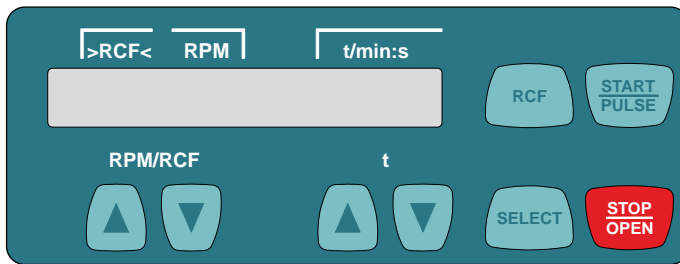 >RCF< RPM t/min:s
RCF
START
PULSE
RPM/RCF t
SELECT
STOP
OPEN